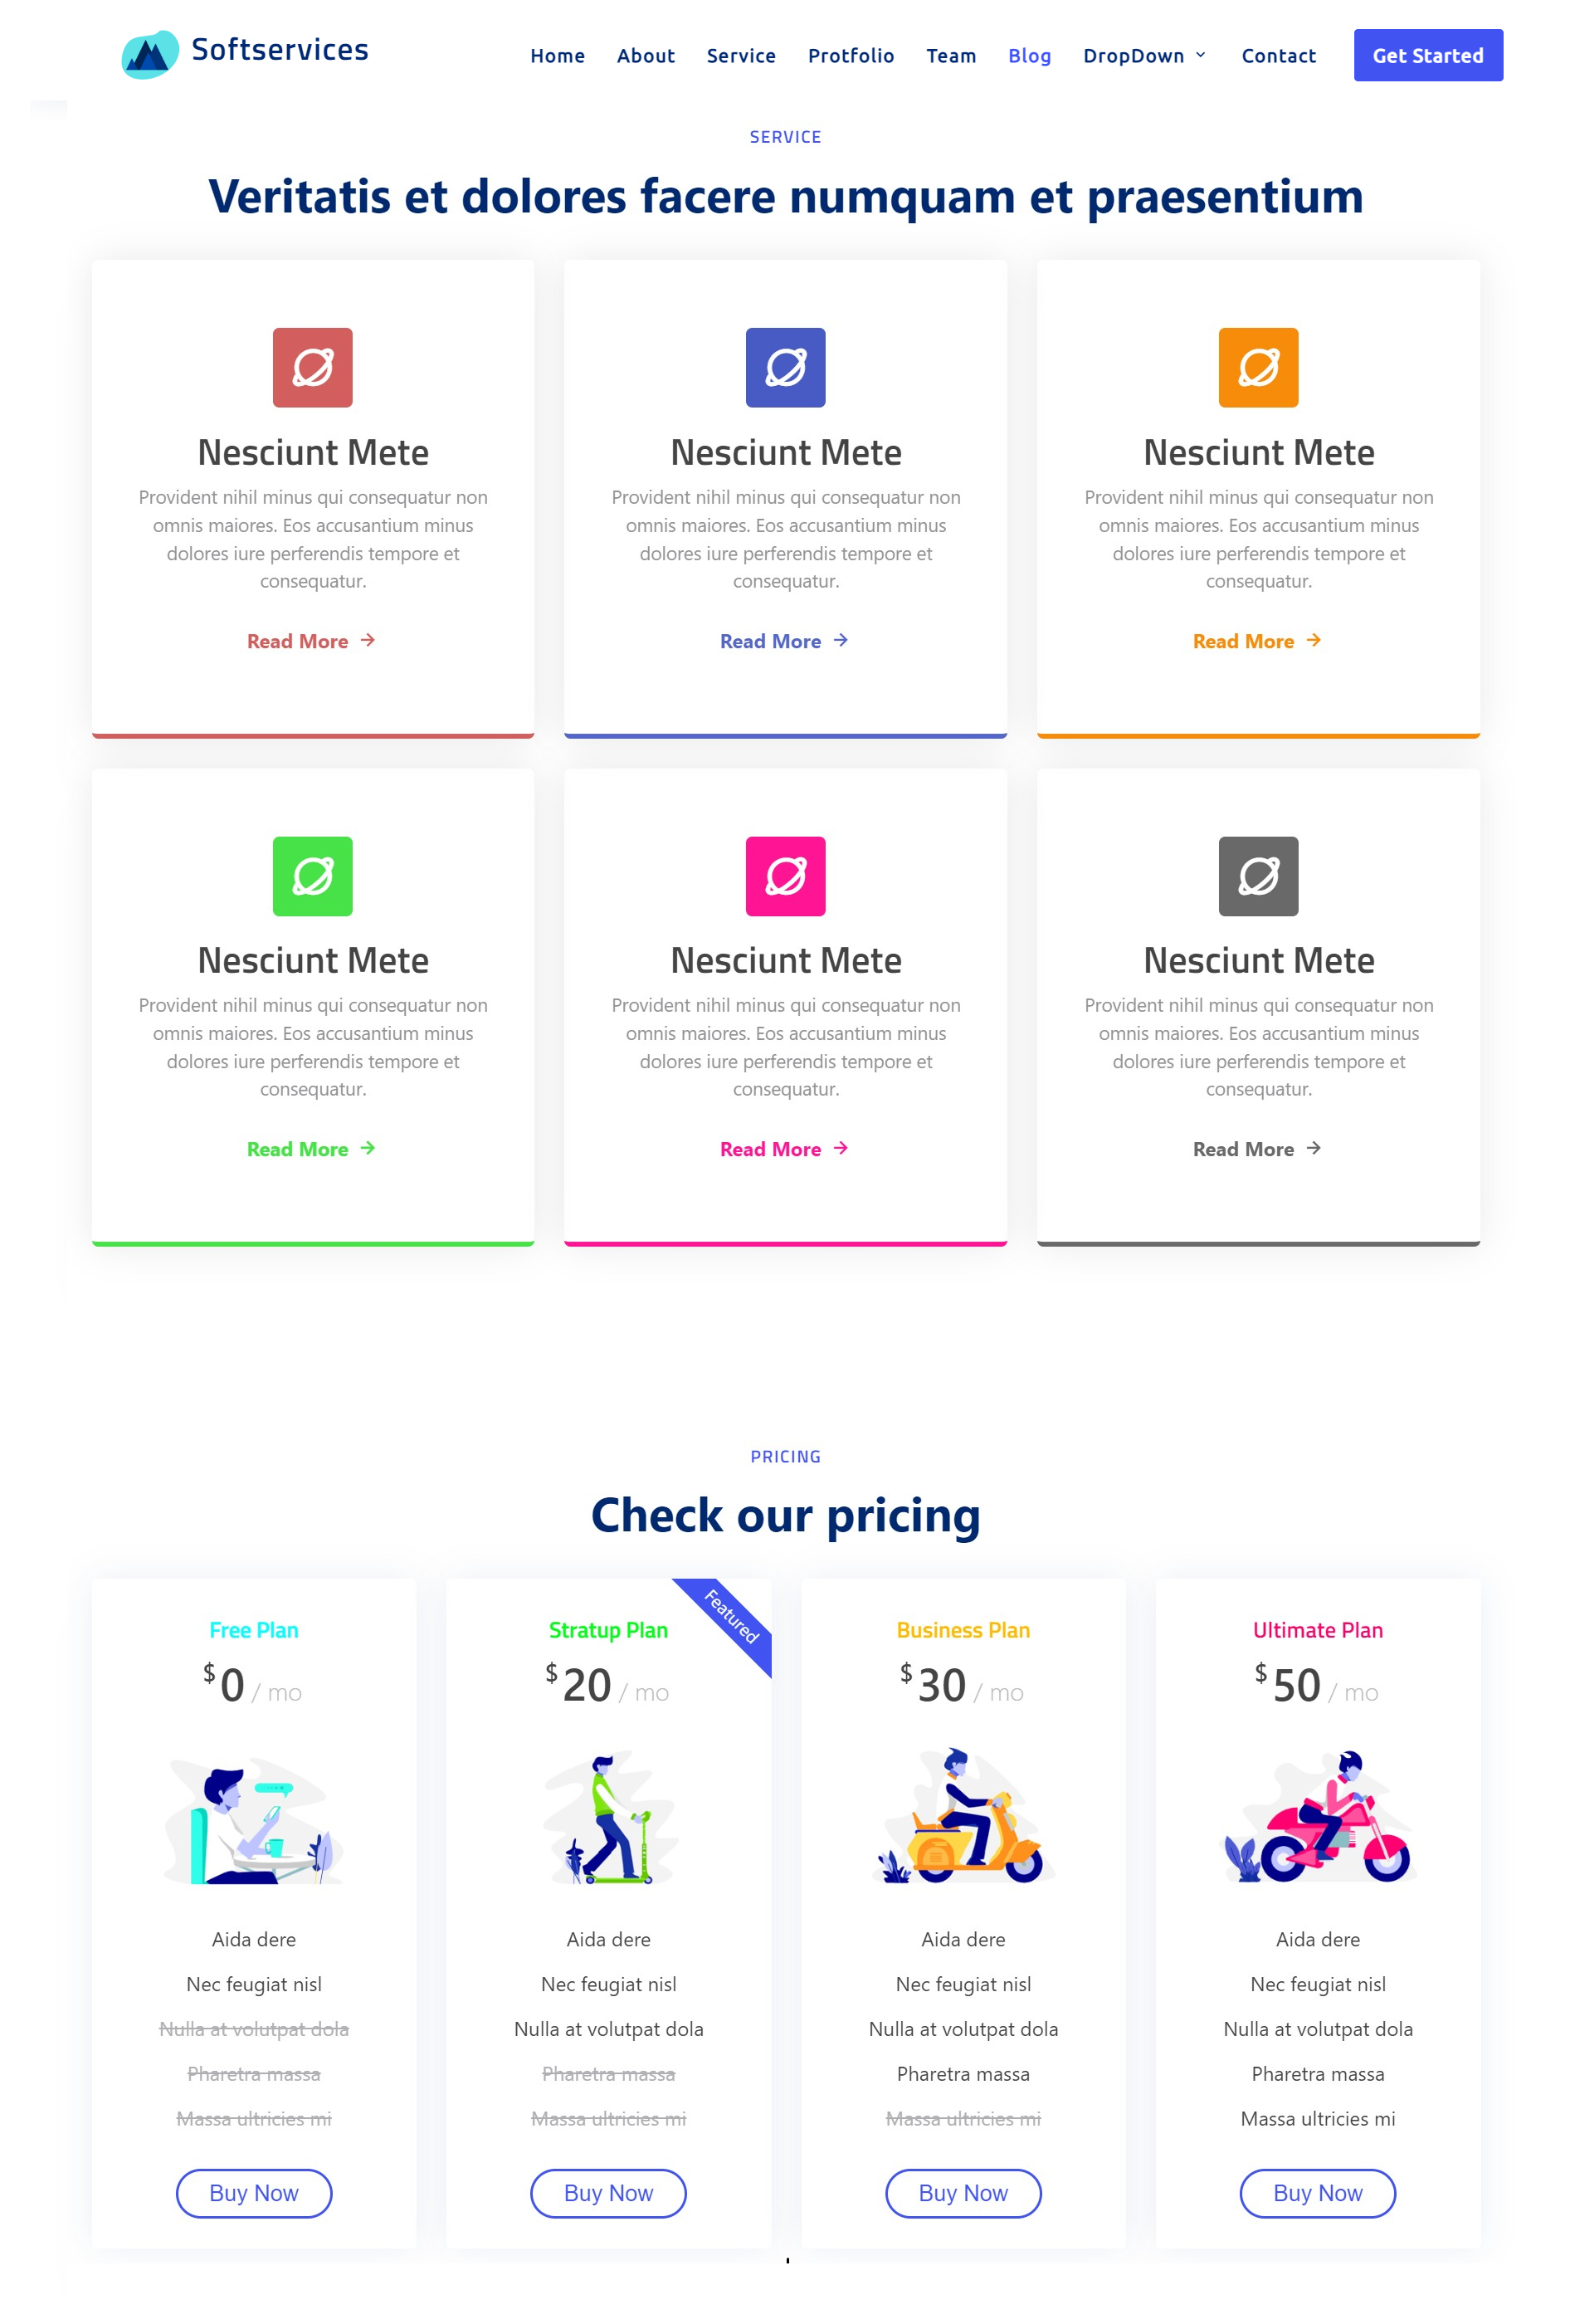 Softservices
Home About Service Protfolio Team Blog DropDown Contact Get Started
SERVICE
Veritatis et dolores facere numquam et praesentium
Nesciunt Mete
Provident nihil minus qui consequatur non
omnis maiores. Eos accusantium minus
dolores iure perferendis tempore et
consequatur.
Read More
Nesciunt Mete
Provident nihil minus qui consequatur non
omnis maiores. Eos accusantium minus
dolores iure perferendis tempore et
consequatur.
Read More
Nesciunt Mete
Provident nihil minus qui consequatur non
omnis maiores. Eos accusantium minus
dolores iure perferendis tempore et
consequatur.
Read More
Nesciunt Mete
Provident nihil minus qui consequatur non
omnis maiores. Eos accusantium minus
dolores iure perferendis tempore et
consequatur.
Read More
Nesciunt Mete
Provident nihil minus qui consequatur non
omnis maiores. Eos accusantium minus
dolores iure perferendis tempore et
consequatur.
Read More
Nesciunt Mete
Provident nihil minus qui consequatur non
omnis maiores. Eos accusantium minus
dolores iure perferendis tempore et
consequatur.
Read More
PRICING
Check our pricing
Free Plan
$0 / mo
Aida dere
Nec feugiat nisl
Nulla at volutpat dola
Pharetra massa
Massa ultricies mi
Buy Now
Featured
Stratup Plan
$20 / mo
Aida dere
Nec feugiat nisl
Nulla at volutpat dola
Pharetra massa
Massa ultricies mi
Buy Now
Business Plan
$30 / mo
Aida dere
Nec feugiat nisl
Nulla at volutpat dola
Pharetra massa
Massa ultricies mi
Buy Now
Ultimate Plan
$50 / mo
Aida dere
Nec feugiat nisl
Nulla at volutpat dola
Pharetra massa
Massa ultricies mi
Buy Now